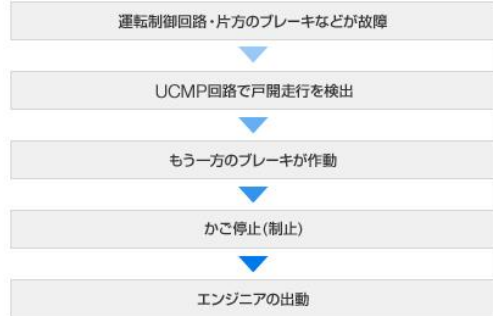 運転制御回路・片方のブレーキなどが故障
UCMP回路で戸開走行を検出
もう一方のブレーキが作動
かご停止(制止)
エンジニアの出動